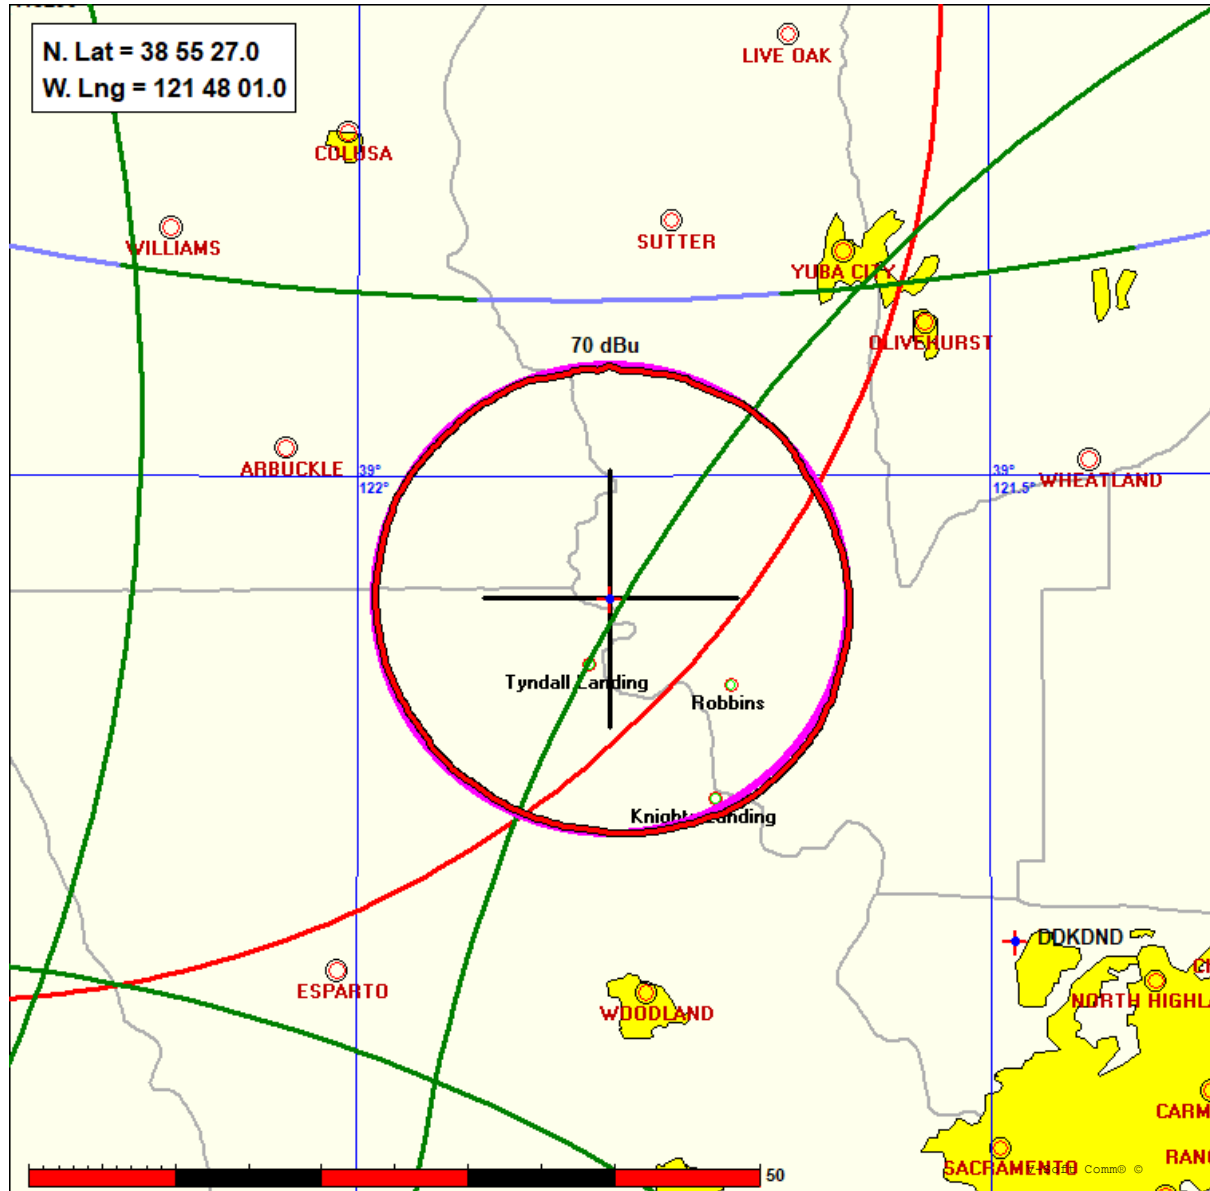 N. Lat = 38 55 27.0
W. Lng = 121 48 01.0
LIVE OAK
COLUSA
WILLIAMS
SUTTER
YUBA CITY
OLIVEHURST
70 dBu
ARBUCKLE
39°
122°
39°
121.5°
WHEATLAND
Tyndall Landing
Robbins
Knights Landing
DDKDND
ESPARTO
WOODLAND
NORTH HIGHLA
CARM
SACRAMENTO
RANC
50
Comm® ©